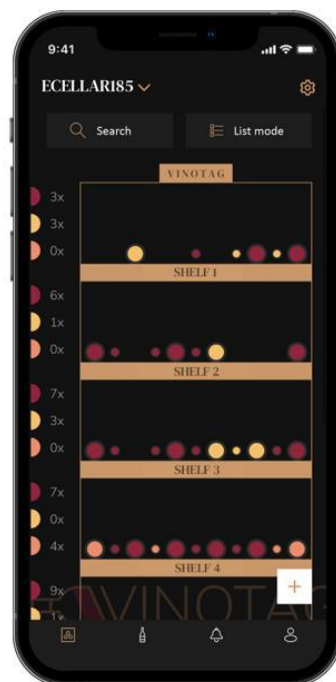 9:41
ECELLAR185
Search
List mode
VINOTAG
3x
3x
0x
SHELF 1
6x
1x
0x
SHELF 2
7x
3x
0x
SHELF 3
7x
0x
4x
SHELF 4
+
9x
1x
VINOTAG